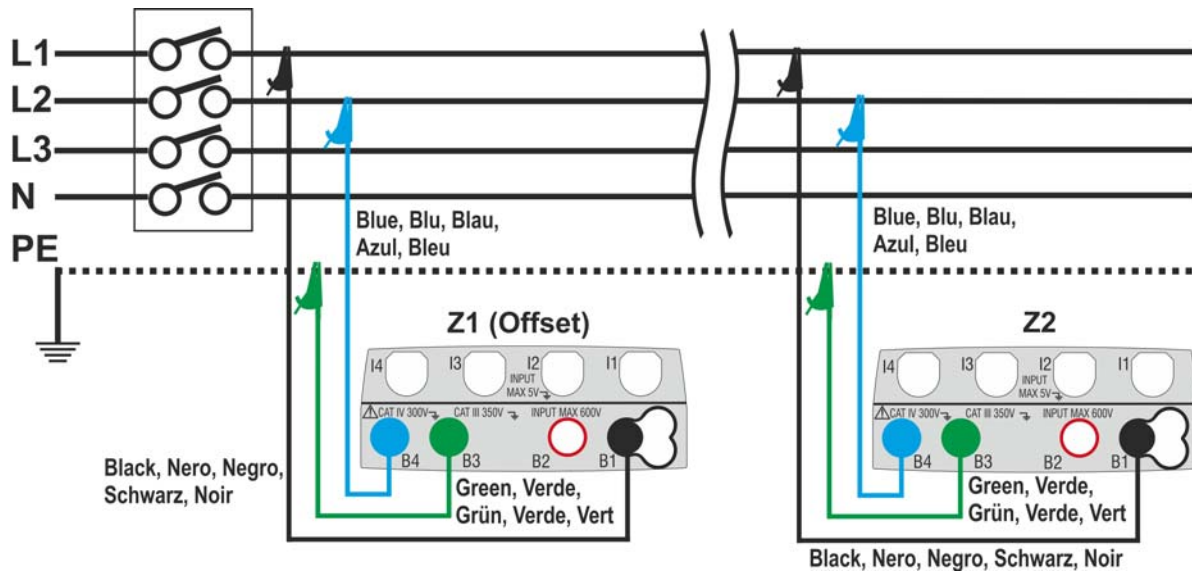 L1
L2
L3
N
PE
Blue, Blu, Blau,
Azul, Bleu
Blue, Blu, Blau,
Azul, Bleu
Z1 (Offset)
Z2
I4 I3 I2 I1
INPUT
MAX 5V
CAT IV 300V CAT III 350V INPUT MAX 600V
B4 B3 B2 B1
I4 I3 I2 I1
INPUT
MAX 5V
CAT IV 300V CAT III 350V INPUT MAX 600V
B4 B3 B2 B1
Black, Nero, Negro,
Schwarz, Noir
Green, Verde,
Grün, Verde, Vert
Green, Verde,
Grün, Verde, Vert
Black, Nero, Negro, Schwarz, Noir